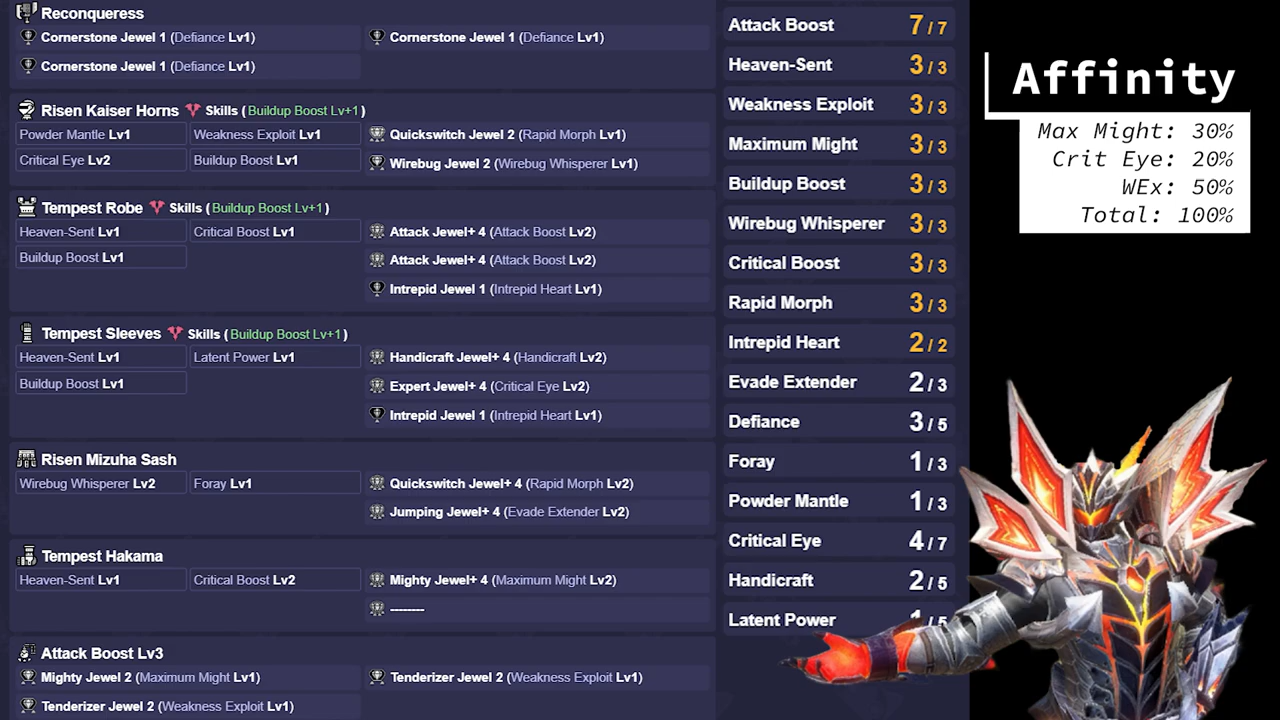 Reconqueress
Cornerstone Jewel 1 (Defiance Lv1)
Cornerstone Jewel 1 (Defiance Lv1)
Cornerstone Jewel 1 (Defiance Lv1)
Risen Kaiser Horns Skills ( Buildup Boost Lv+1 )
Powder Mantle Lv1
Weakness Exploit Lv1
Critical Eye Lv2
Buildup Boost Lv1
Quickswitch Jewel 2 (Rapid Morph Lv1)
Wirebug Jewel 2 (Wirebug Whisperer Lv1)
Tempest Robe Skills ( Buildup Boost Lv+1 )
Heaven-Sent Lv1
Critical Boost Lv1
Buildup Boost Lv1
Attack Jewel+ 4 (Attack Boost Lv2)
Attack Jewel+ 4 (Attack Boost Lv2)
Intrepid Jewel 1 (Intrepid Heart Lv1)
Tempest Sleeves Skills ( Buildup Boost Lv+1 )
Heaven-Sent Lv1
Latent Power Lv1
Buildup Boost Lv1
Handicraft Jewel+ 4 (Handicraft Lv2)
Expert Jewel+ 4 (Critical Eye Lv2)
Intrepid Jewel 1 (Intrepid Heart Lv1)
Risen Mizuha Sash
Wirebug Whisperer Lv2
Foray Lv1
Quickswitch Jewel+ 4 (Rapid Morph Lv2)
Jumping Jewel+ 4 (Evade Extender Lv2)
Tempest Hakama
Heaven-Sent Lv1
Critical Boost Lv2
Mighty Jewel+ 4 (Maximum Might Lv2)
--------
Attack Boost Lv3
Mighty Jewel 2 (Maximum Might Lv1)
Tenderizer Jewel 2 (Weakness Exploit Lv1)
Tenderizer Jewel 2 (Weakness Exploit Lv1)
Attack Boost 7 / 7
Heaven-Sent 3 / 3
Weakness Exploit 3 / 3
Maximum Might 3 / 3
Buildup Boost 3 / 3
Wirebug Whisperer 3 / 3
Critical Boost 3 / 3
Rapid Morph 3 / 3
Intrepid Heart 2 / 2
Evade Extender 2 / 3
Defiance 3 / 5
Foray 1 / 3
Powder Mantle 1 / 3
Critical Eye 4 / 7
Handicraft 2 / 5
Latent Power 1 / 5
Affinity
Max Might: 30%
Crit Eye: 20%
WEx: 50%
Total: 100%